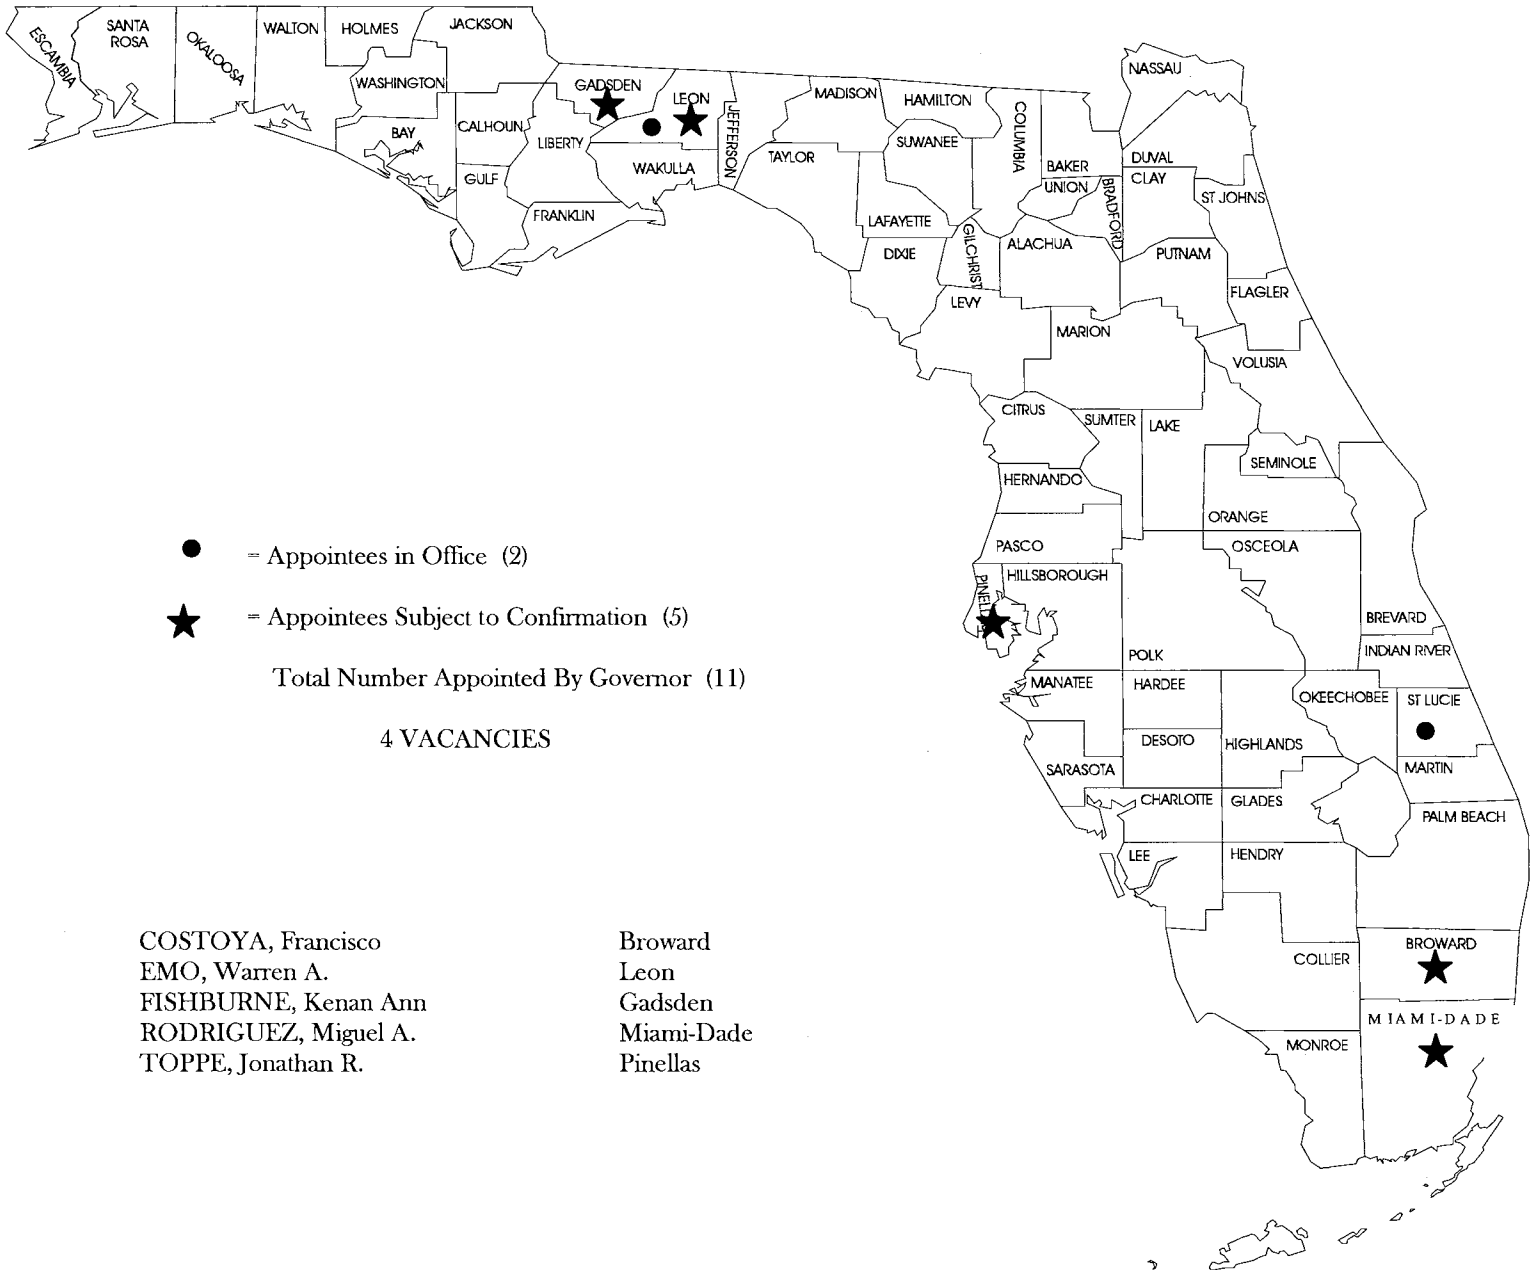 ESCAMBIA
SANTA
ROSA
OKALOOSA
WALTON
HOLMES
JACKSON
WASHINGTON
BAY
CALHOUN
GULF
GADSDEN
LIBERTY
LEON
WAKULLA
FRANKLIN
JEFFERSON
MADISON
TAYLOR
HAMILTON
SUWANEE
LAFAYETTE
DIXIE
COLUMBIA
GILCHRIST
BAKER
UNION
BRADFORD
NASSAU
DUVAL
CLAY
ST JOHNS
ALACHUA
PUTNAM
FLAGLER
LEVY
MARION
VOLUSIA
CITRUS
SUMTER
LAKE
SEMINOLE
HERNANDO
ORANGE
PASCO
OSCEOLA
HILLSBOROUGH
BREVARD
INDIAN RIVER
POLK
MANATEE
HARDEE
OKEECHOBEE
ST LUCIE
DESOTO
HIGHLANDS
SARASOTA
MARTIN
CHARLOTTE
GLADES
PALM BEACH
LEE
HENDRY
COLLIER
BROWARD
MIAMI-DADE
MONROE
= Appointees in Office (2)
= Appointees Subject to Confirmation (5)
Total Number Appointed By Governor (11)
4 VACANCIES
COSTOYA, Francisco Broward
EMO, Warren A. Leon
FISHBURNE, Kenan Ann Gadsden
RODRIGUEZ, Miguel A. Miami-Dade
TOPPE, Jonathan R. Pinellas